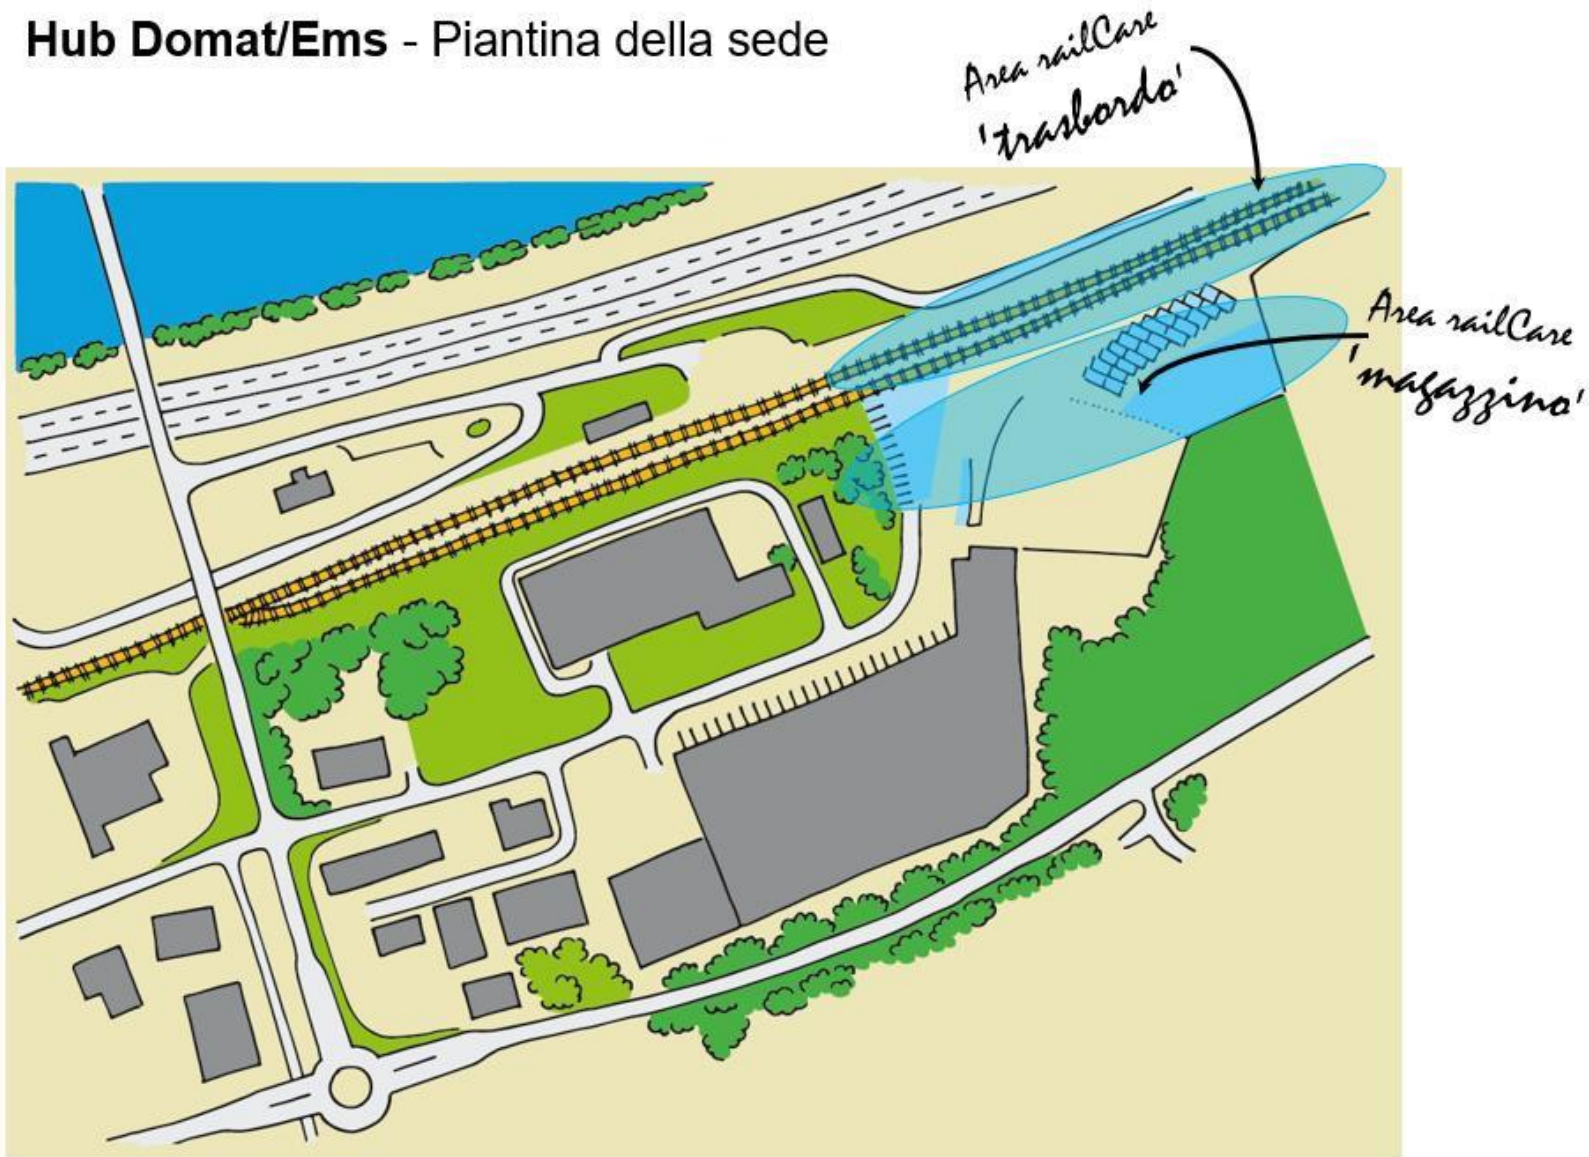 Hub Domat/Ems - Piantina della sede
Area railCare
'trasbordo'
Area railCare
'magazzino'